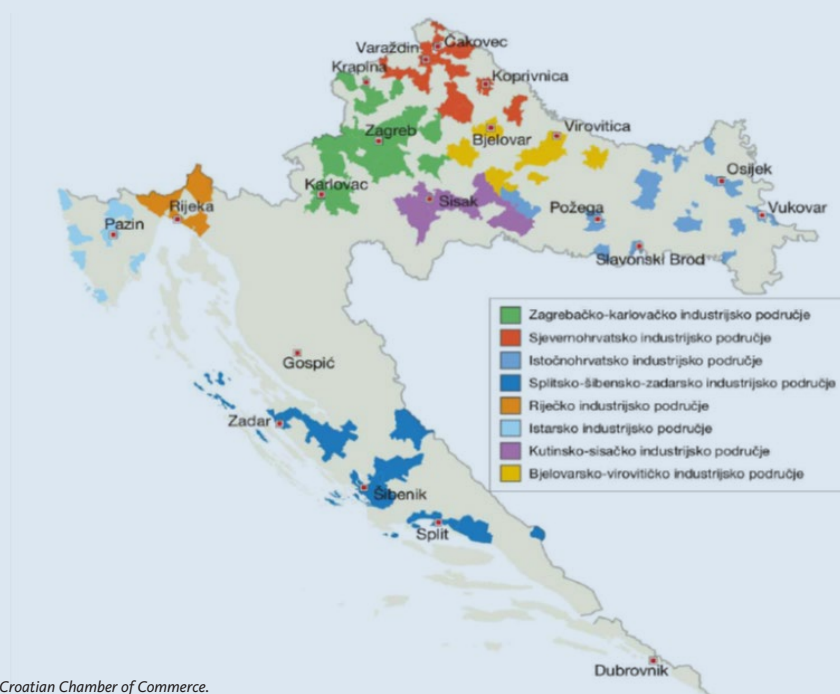 Čakovec
Varaždin
Krapina
Koprivnica
Zagreb
Bjelovar
Virovitica
Osijek
Karlovac
Sisak
Rijeka
Požega
Vukovar
Pazin
Slavonski Brod
Zagrebačko-karlovačko industrijsko područje
Sjevernohrvatsko industrijsko područje
Istočnohrvatsko industrijsko područje
Splitsko-šibensko-zadarsko industrijsko područje
Riječko industrijsko područje
Istarsko industrijsko područje
Kutinsko-sisačko industrijsko područje
Bjelovarsko-virovitičko industrijsko područje
Gospić
Zadar
Šibenik
Split
Dubrovnik
Croatian Chamber of Commerce.